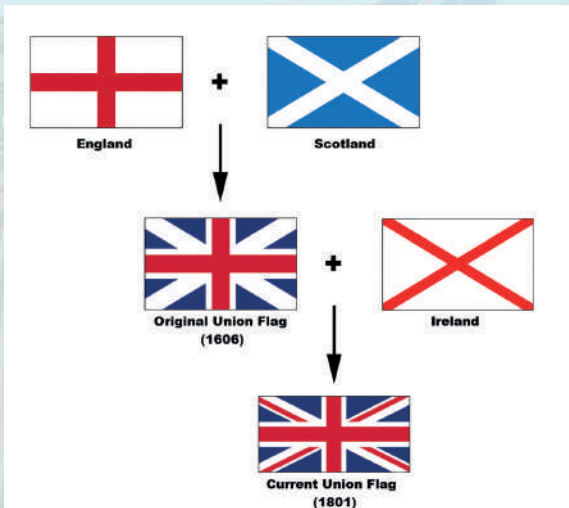 +
England
Scotland
+
Original Union Flag
(1606)
Ireland
Current Union Flag
(1801)